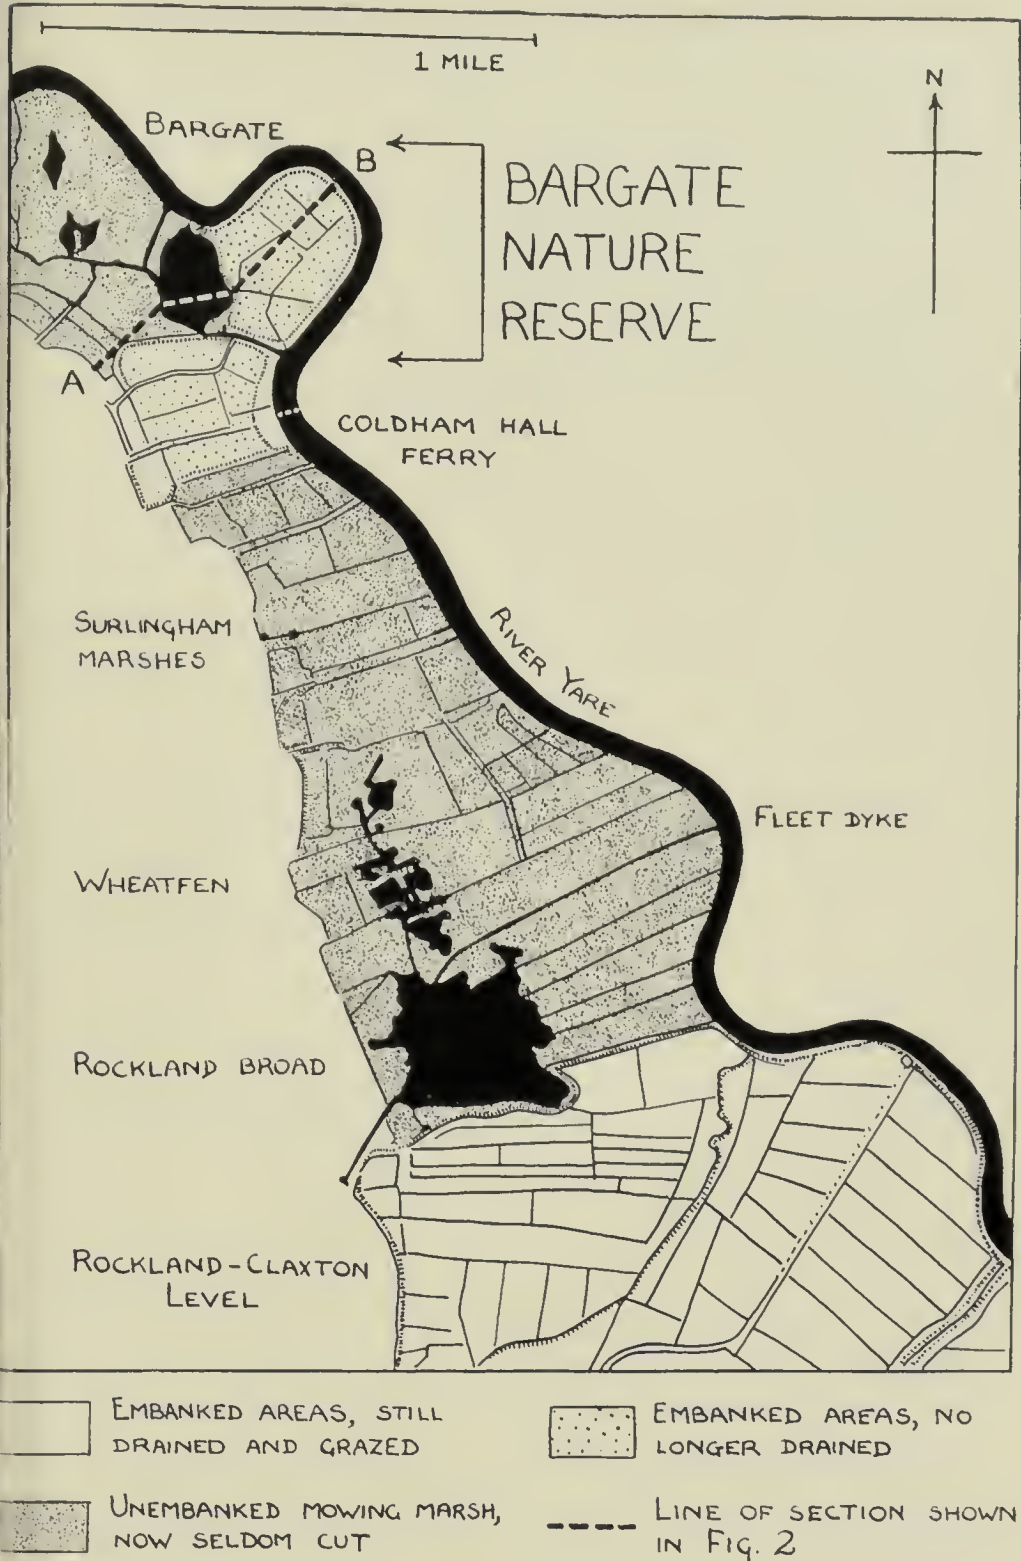 1 MILE
N
BARGATE
B
BARGATE
NATURE
RESERVE
A
COLDHAM HALL
FERRY
SURLINGHAM
MARSHES
RIVER YARE
FLEET DYKE
WHEATFEN
ROCKLAND BROAD
ROCKLAND-CLAXTON
LEVEL
EMBANKED AREAS, STILL
DRAINED AND GRAZED
EMBANKED AREAS, NO
LONGER DRAINED
UNEMBANKED MOWING MARSH,
NOW SELDOM CUT
LINE OF SECTION SHOWN
IN FIG. 2